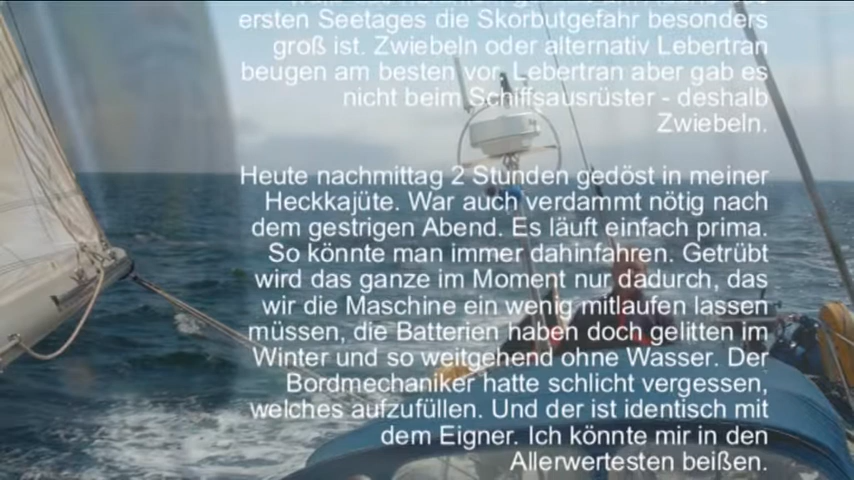 ersten Seetages die Skorbutgefahr besonders
groß ist. Zwiebeln oder alternativ Lebertran
beugen am besten vor. Lebertran aber gab es
nicht beim Schiffsausrüster - deshalb
Zwiebeln.
Heute nachmittag 2 Stunden gedöst in meiner
Heckkajüte. War auch verdammt nötig nach
dem gestrigen Abend. Es läuft einfach prima.
So könnte man immer dahinfahren. Getrübt
wird das ganze im Moment nur dadurch, das
wir die Maschine ein wenig mitlaufen lassen
müssen, die Batterien haben doch gelitten im
Winter und so weitgehend ohne Wasser. Der
Bordmechaniker hatte schlicht vergessen,
welches aufzufüllen. Und der ist identisch mit
dem Eigner. Ich könnte mir in den
Allerwertesten beißen.